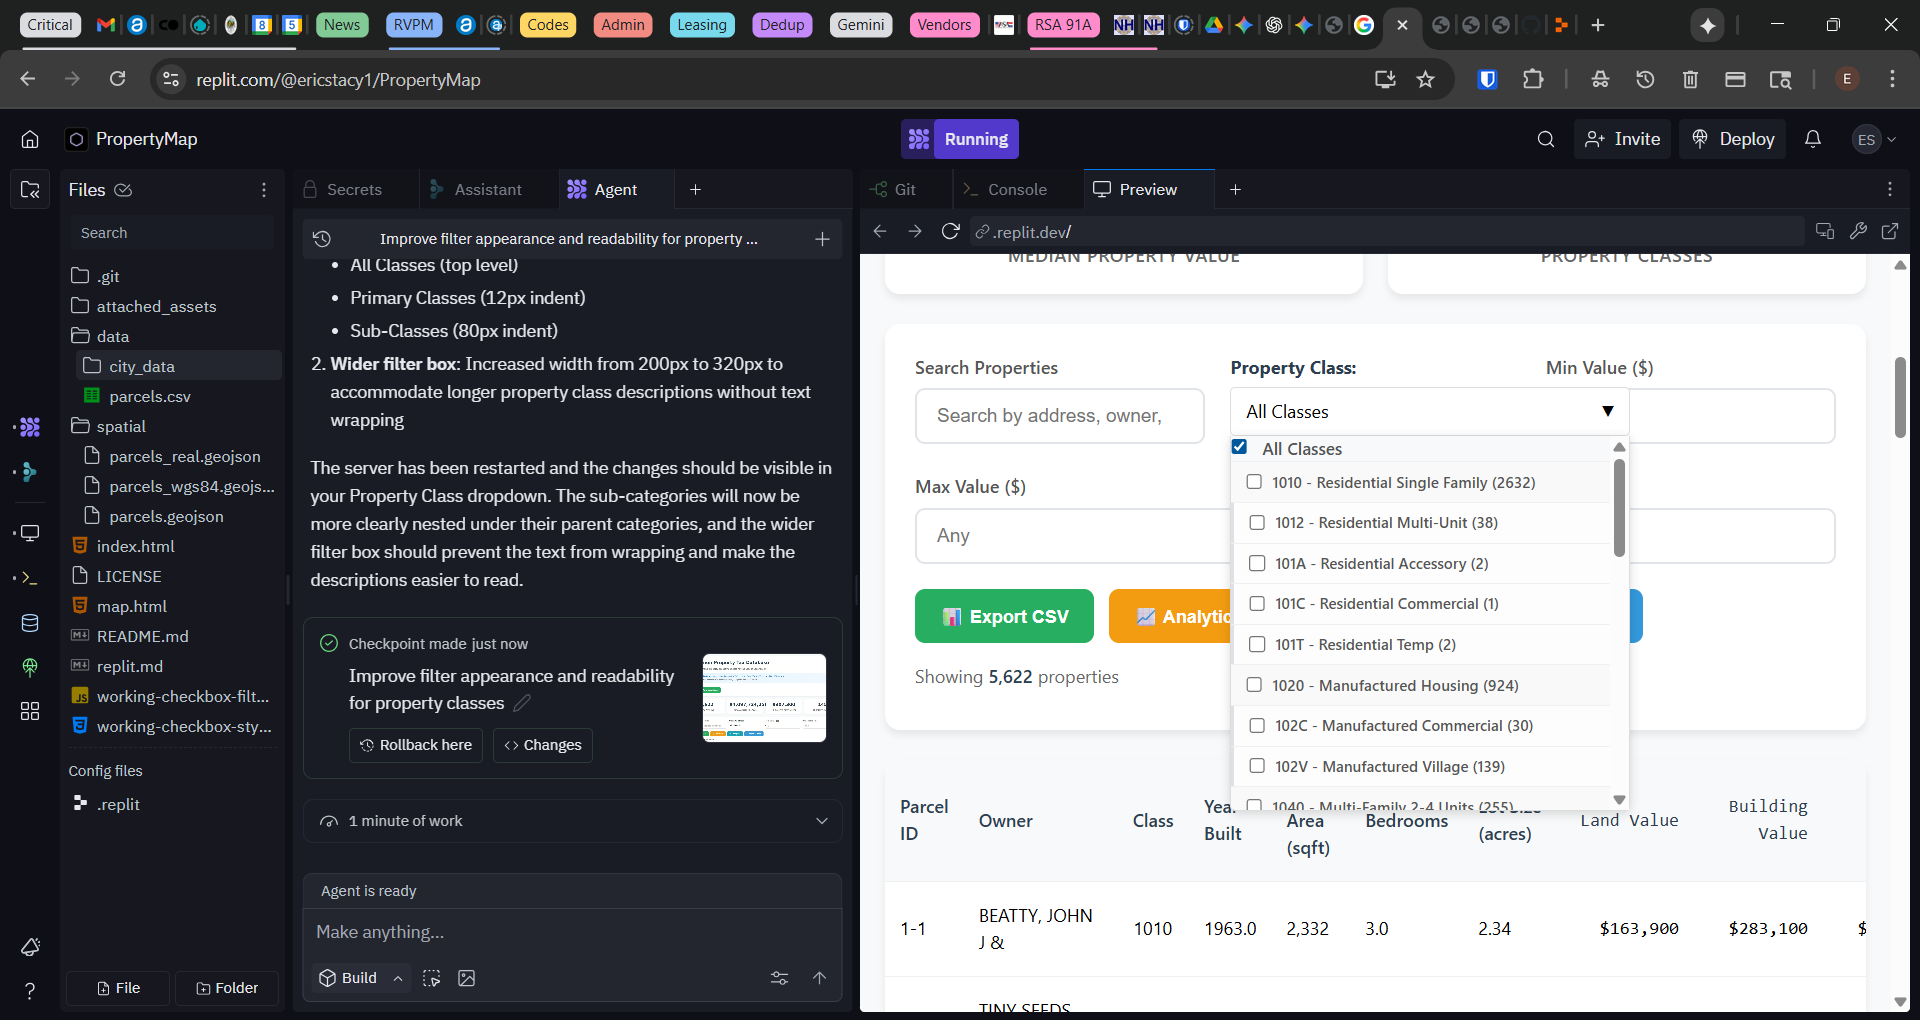 Critical
News
RVPM
Codes
Admin
Leasing
Dedup
Gemini
Vendors
RSA 91A
replit.com/@ericstacy1/PropertyMap
E
PropertyMap
Running
Invite
Deploy
ES
Files
Search
.git
attached_assets
data
city_data
parcels.csv
spatial
parcels_real.geojson
parcels_wgs84.geojs...
parcels.geojson
index.html
LICENSE
map.html
README.md
replit.md
working-checkbox-filt...
working-checkbox-sty...
Config files
.replit
File
Folder
Secrets
Assistant
Agent
Improve filter appearance and readability for property ...
• All Classes (top level)
• Primary Classes (12px indent)
• Sub-Classes (80px indent)
2. Wider filter box: Increased width from 200px to 320px to
accommodate longer property class descriptions without text
wrapping
The server has been restarted and the changes should be visible in
your Property Class dropdown. The sub-categories will now be
more clearly nested under their parent categories, and the wider
filter box should prevent the text from wrapping and make the
descriptions easier to read.
Checkpoint made just now
Improve filter appearance and readability
for property classes
Rollback here
Changes
1 minute of work
Agent is ready
Make anything...
Build
Git
Console
Preview
.replit.dev/
MEDIAN PROPERTY VALUE
PROPERTY CLASSES
Search Properties
Property Class:
Min Value ($)
Search by address, owner,
All Classes
All Classes
1010 - Residential Single Family (2632)
1012 - Residential Multi-Unit (38)
101A - Residential Accessory (2)
101C - Residential Commercial (1)
101T - Residential Temp (2)
1020 - Manufactured Housing (924)
102C - Manufactured Commercial (30)
102V - Manufactured Village (139)
1040 - Multi-Family 2-4 Units (255)
Max Value ($)
Any
Export CSV
Analytic
Showing 5,622 properties
Parcel ID
Owner
Class
Year Built
Area (sqft)
Bedrooms
(acres)
Land Value
Building Value
1-1
BEATTY, JOHN J &
1010
1963.0
2,332
3.0
2.34
$163,900
$283,100
$
TINY SEEDS